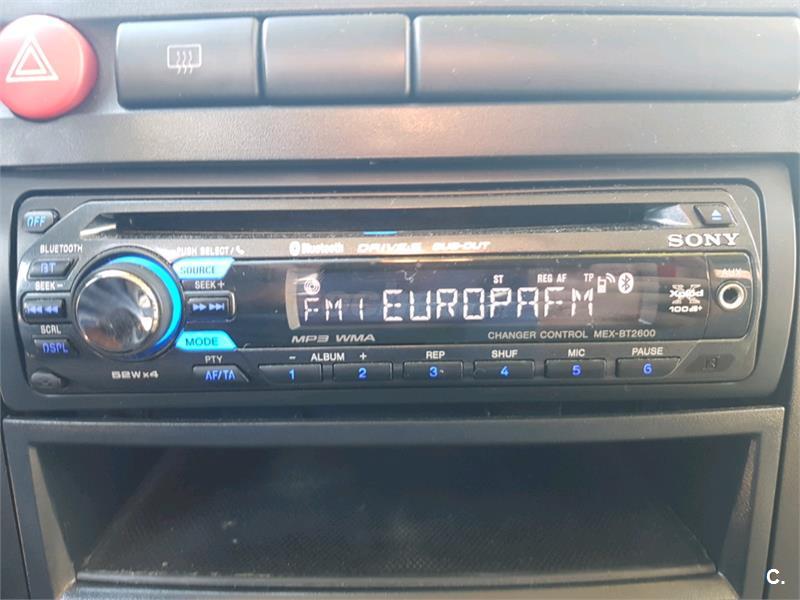 OFF
Bluetooth DRIVE-S SUB-OUT
SONY
BLUETOOTH
PUSH SELECT /
BT
SOURCE
ST REG AF TP
AUX
SEEK −
SEEK +
FM1 EUROPAFM
Xplod
100dB+
SCRL
DSPL
MODE
MP3 WMA
CHANGER CONTROL MEX-BT2600
52W×4
PTY
AF/TA
− ALBUM + REP SHUF MIC PAUSE
1 2 3 4 5 6
C.